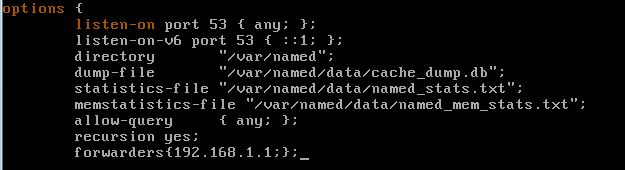 options {
        listen-on port 53 { any; };
        listen-on-v6 port 53 { ::1; };
        directory       "/var/named";
        dump-file       "/var/named/data/cache_dump.db";
        statistics-file "/var/named/data/named_stats.txt";
        memstatistics-file "/var/named/data/named_mem_stats.txt";
        allow-query     { any; };
        recursion yes;
        forwarders{192.168.1.1;};_